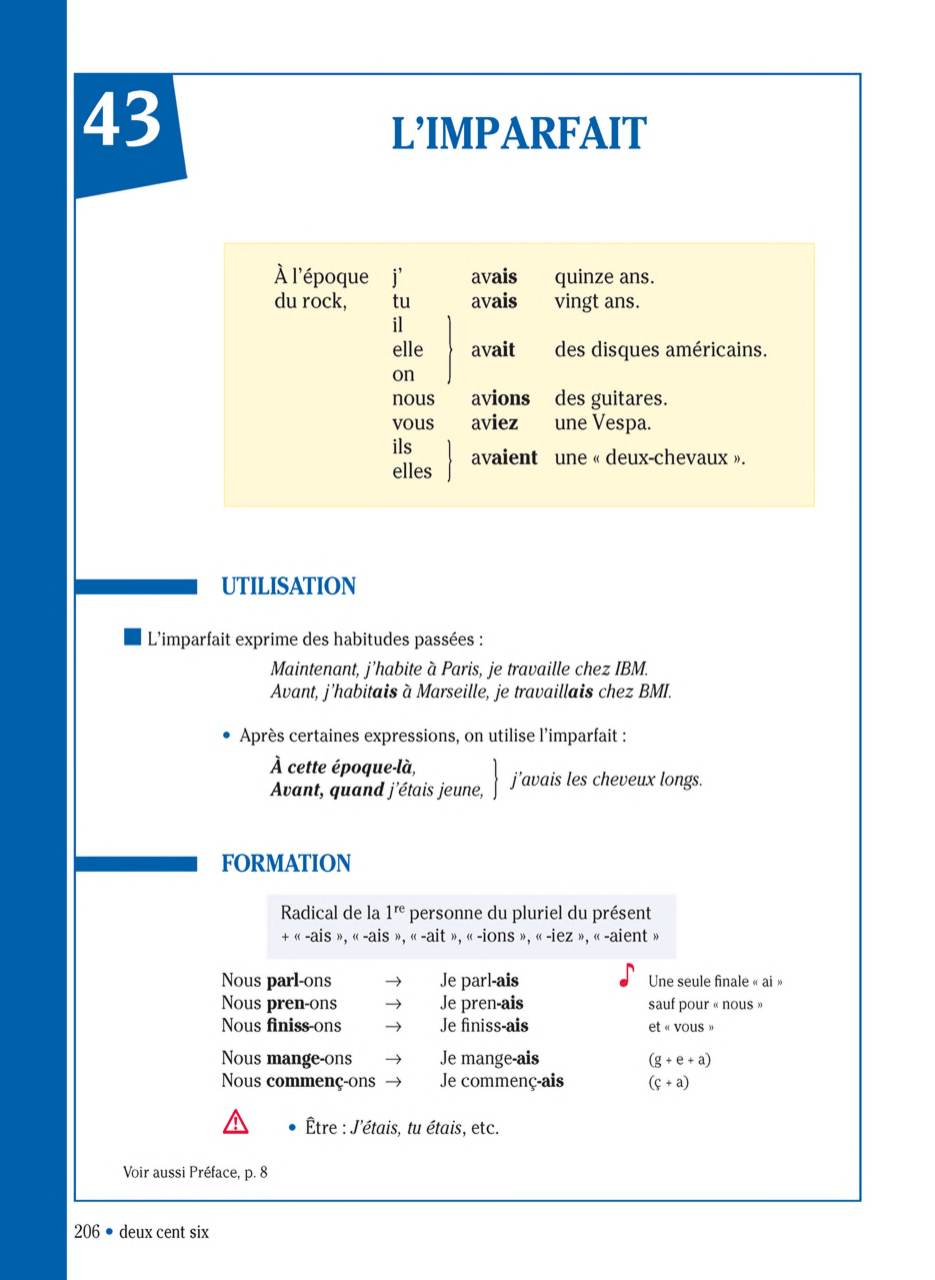 43
L'IMPARFAIT
À l'époque j' avais quinze ans.
du rock, tu avais vingt ans.
il
elle avait des disques américains.
on
nous avions des guitares.
vous aviez une Vespa.
ils
elles avaient une « deux-chevaux ».
UTILISATION
L'imparfait exprime des habitudes passées :
Maintenant, j'habite à Paris, je travaille chez IBM.
Avant, j'habitais à Marseille, je travaillais chez BMI.
• Après certaines expressions, on utilise l'imparfait :
À cette époque-là,
Avant, quand j'étais jeune, } j'avais les cheveux longs.
FORMATION
Radical de la 1re personne du pluriel du présent
+ « -ais », « -ais », « -ait », « -ions », « -iez », « -aient »
Nous parl-ons → Je parl-ais Une seule finale « ai »
Nous pren-ons → Je pren-ais sauf pour « nous »
Nous finiss-ons → Je finiss-ais et « vous »
Nous mange-ons → Je mange-ais (g + e + a)
Nous commenç-ons → Je commenç-ais (ç + a)
• Être : J'étais, tu étais, etc.
Voir aussi Préface, p. 8
206 • deux cent six